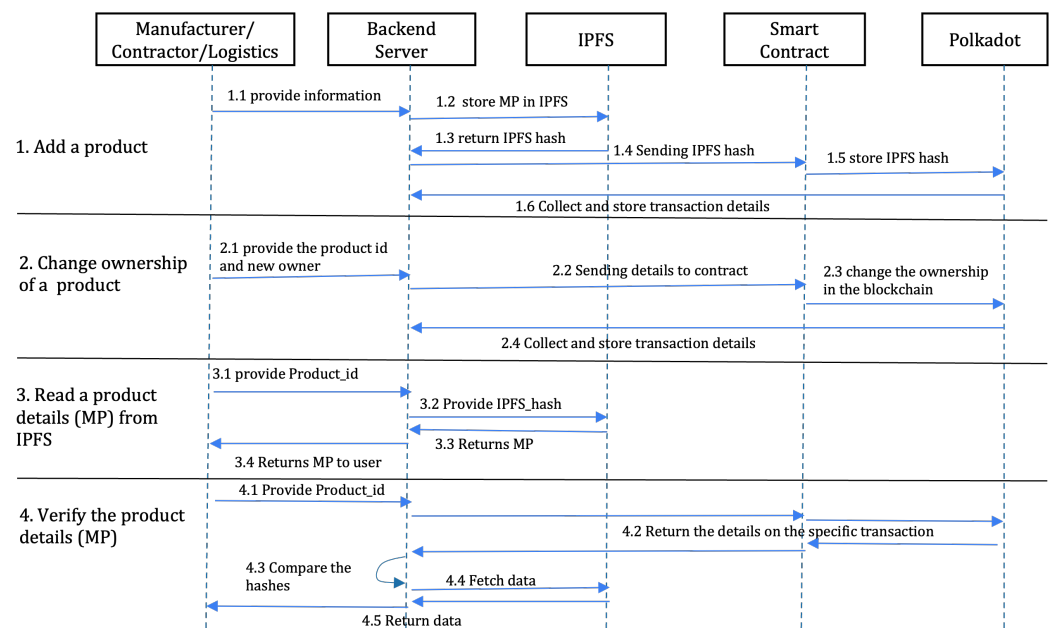 Manufacturer/
Contractor/Logistics
Backend
Server
IPFS
Smart
Contract
Polkadot
1. Add a product
1.1 provide information
1.2 store MP in IPFS
1.3 return IPFS hash
1.4 Sending IPFS hash
1.5 store IPFS hash
1.6 Collect and store transaction details
2. Change ownership
of a product
2.1 provide the product id
and new owner
2.2 Sending details to contract
2.3 change the ownership
in the blockchain
2.4 Collect and store transaction details
3. Read a product
details (MP) from
IPFS
3.1 provide Product_id
3.2 Provide IPFS_hash
3.3 Returns MP
3.4 Returns MP to user
4. Verify the product
details (MP)
4.1 Provide Product_id
4.2 Return the details on the specific transaction
4.3 Compare the
hashes
4.4 Fetch data
4.5 Return data